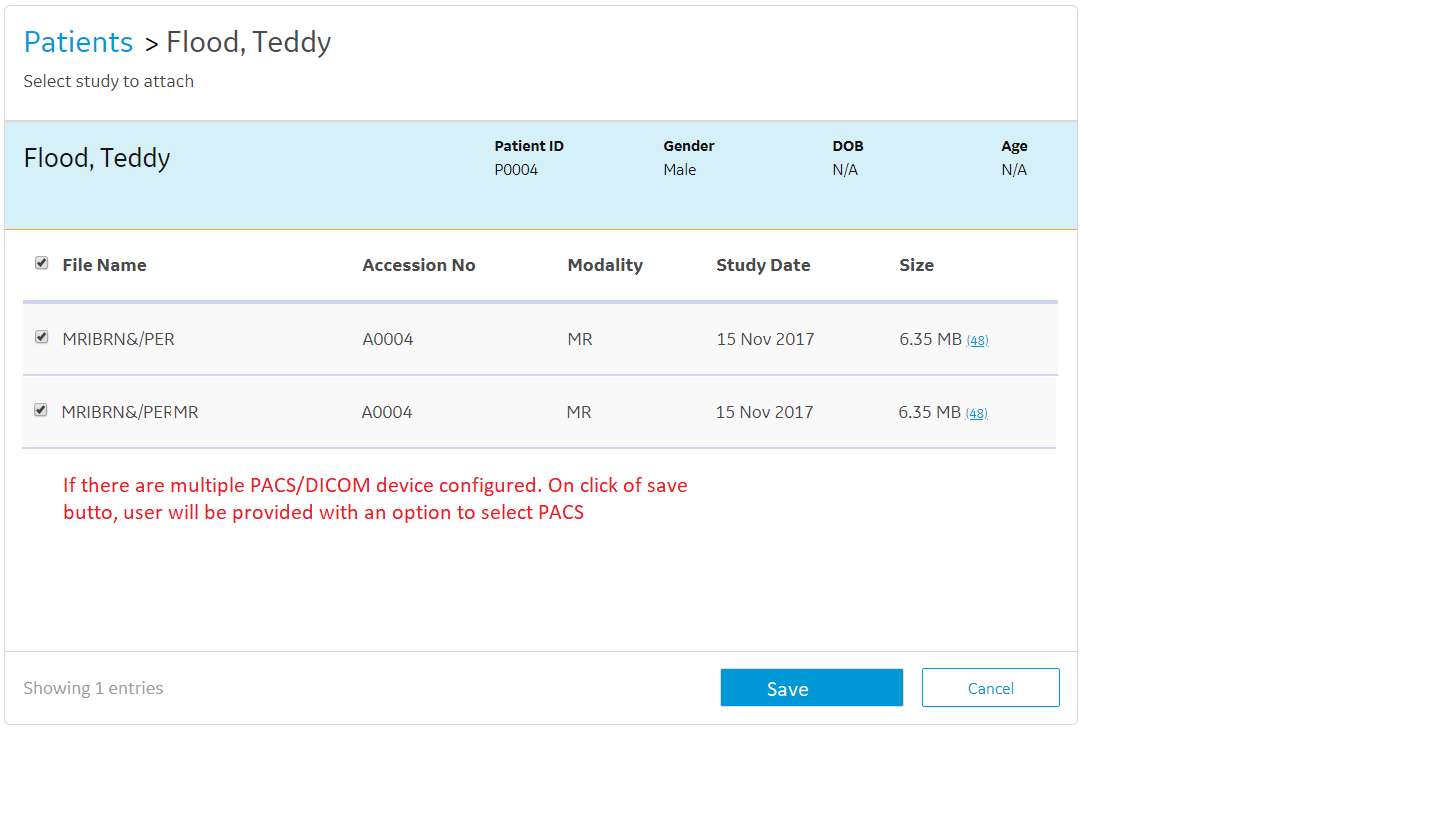 Patients > Flood, Teddy
Select study to attach
Flood, Teddy
Patient ID Gender DOB Age
P0004 Male N/A N/A
File Name Accession No Modality Study Date Size
MRIBRN&/PER A0004 MR 15 Nov 2017 6.35 MB (48)
MRIBRN&/PERMR A0004 MR 15 Nov 2017 6.35 MB (48)
If there are multiple PACS/DICOM device configured. On click of save
butto, user will be provided with an option to select PACS
Showing 1 entries Save Cancel